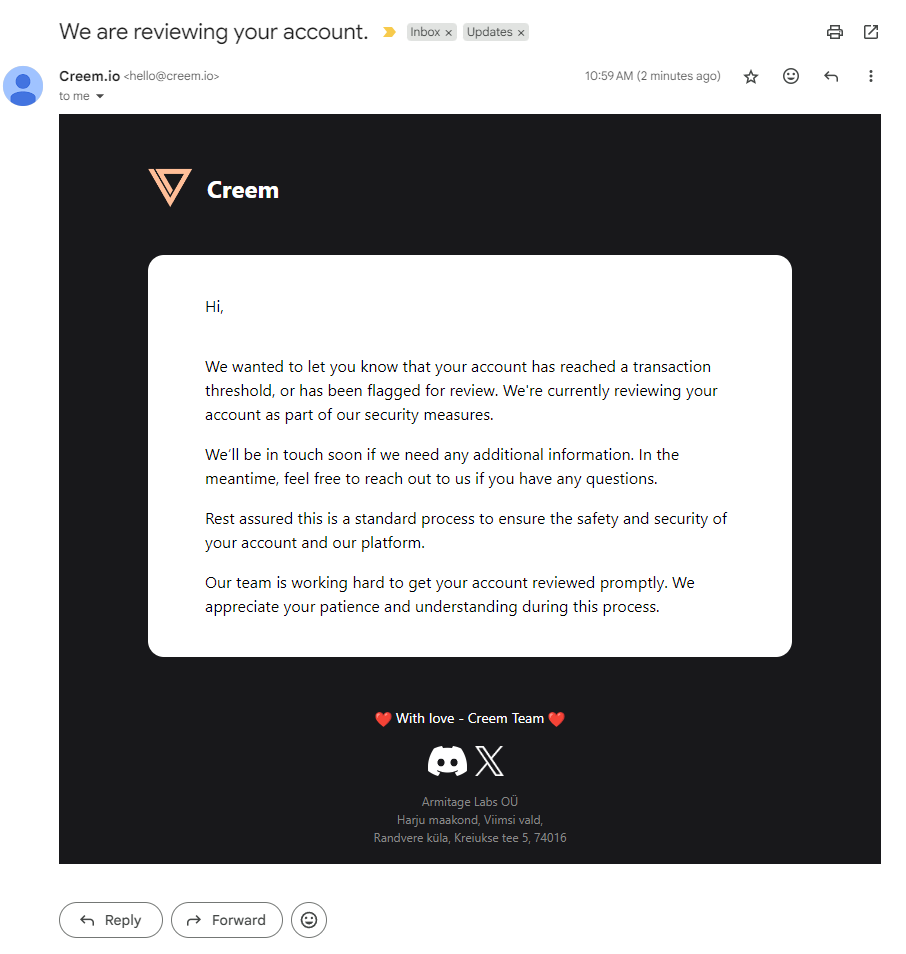 We are reviewing your account.
Inbox ×
Updates ×
Creem.io <hello@creem.io>
10:59 AM (2 minutes ago)
to me
Creem
Hi,
We wanted to let you know that your account has reached a transaction
threshold, or has been flagged for review. We're currently reviewing your
account as part of our security measures.
We'll be in touch soon if we need any additional information. In the
meantime, feel free to reach out to us if you have any questions.
Rest assured this is a standard process to ensure the safety and security of
your account and our platform.
Our team is working hard to get your account reviewed promptly. We
appreciate your patience and understanding during this process.
❤️ With love - Creem Team ❤️
Armitage Labs OÜ
Harju maakond, Viimsi vald,
Randvere küla, Kreiukse tee 5, 74016
Reply
Forward